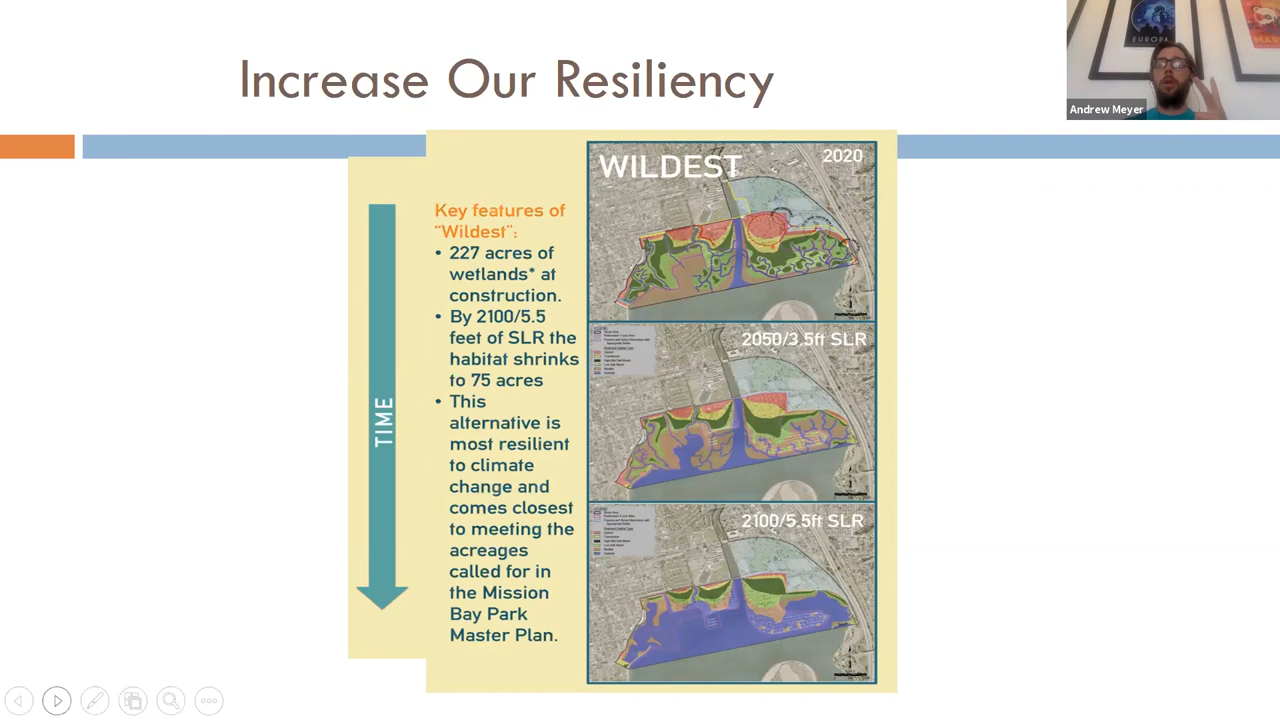 Increase Our Resiliency
EUROPA
Andrew Meyer
TIME
Key features of
"Wildest":
• 227 acres of
wetlands* at
construction.
• By 2100/5.5
feet of SLR the
habitat shrinks
to 75 acres
• This
alternative is
most resilient
to climate
change and
comes closest
to meeting the
acreages
called for in
the Mission
Bay Park
Master Plan.
WILDEST
2020
2050/3.5ft SLR
2100/5.5ft SLR